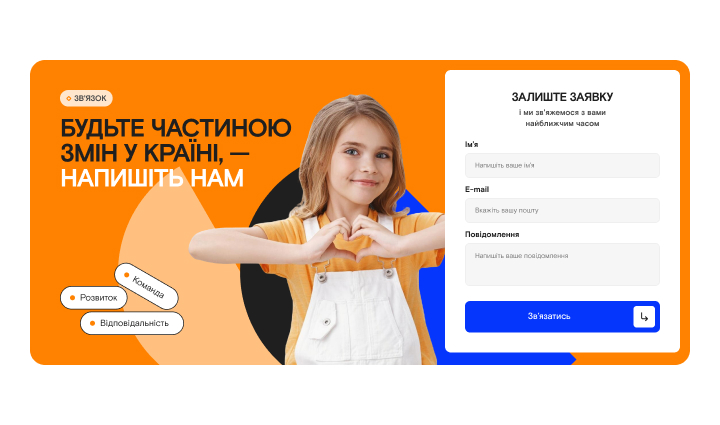 ЗВ'ЯЗОК
БУДЬТЕ ЧАСТИНОЮ
ЗМІН У КРАЇНІ, —
НАПИШІТЬ НАМ
Команда
Розвиток
Відповідальність
ЗАЛИШТЕ ЗАЯВКУ
і ми зв'яжемося з вами
найближчим часом
Ім'я
Напишіть ваше ім'я
E-mail
Вкажіть вашу пошту
Повідомлення
Напишіть ваше повідомлення
Зв'язатись